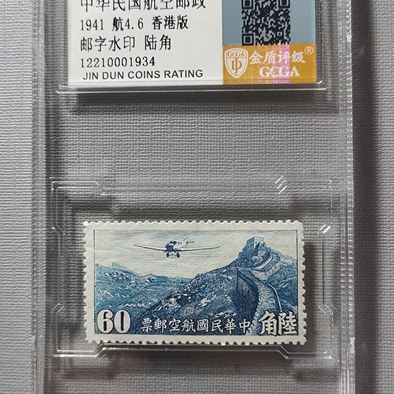 中华民国航空邮政
1941 航4.6 香港版
邮字水印 陆角
12210001934
JIN DUN COINS RATING
金盾评级
GCGA
60 票郵空航國民華中 角陸